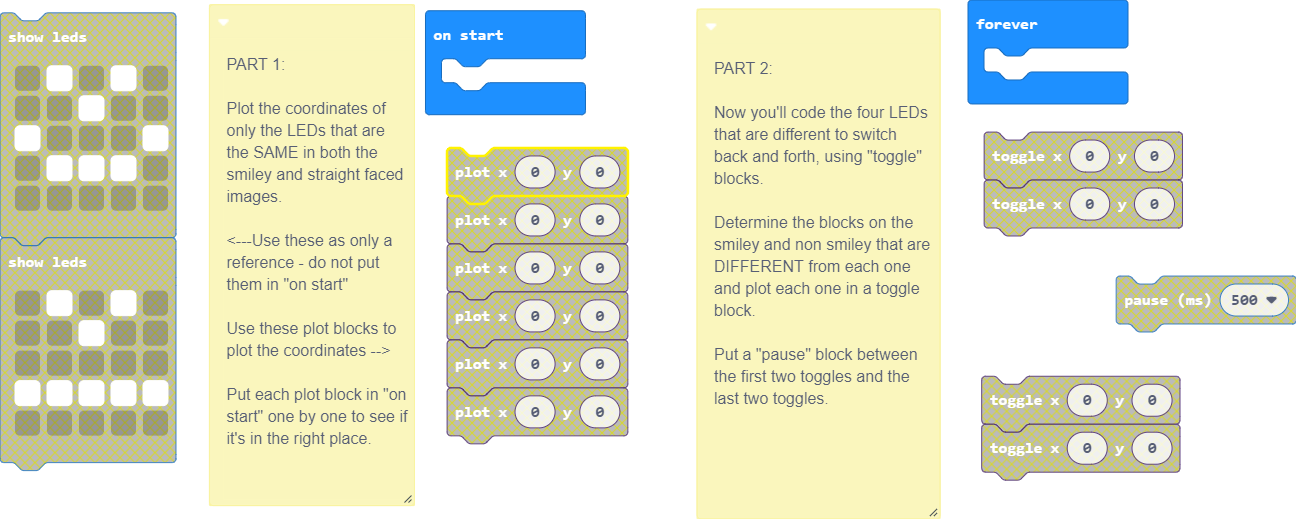 show leds
show leds
PART 1:
Plot the coordinates of
only the LEDs that are
the SAME in both the
smiley and straight faced
images.
<---Use these as only a
reference - do not put
them in "on start"
Use these plot blocks to
plot the coordinates -->
Put each plot block in "on
start" one by one to see if
it's in the right place.
on start
plot x 0 y 0
plot x 0 y 0
plot x 0 y 0
plot x 0 y 0
plot x 0 y 0
plot x 0 y 0
PART 2:
Now you'll code the four LEDs
that are different to switch
back and forth, using "toggle"
blocks.
Determine the blocks on the
smiley and non smiley that are
DIFFERENT from each one
and plot each one in a toggle
block.
Put a "pause" block between
the first two toggles and the
last two toggles.
forever
toggle x 0 y 0
toggle x 0 y 0
pause (ms) 500
toggle x 0 y 0
toggle x 0 y 0